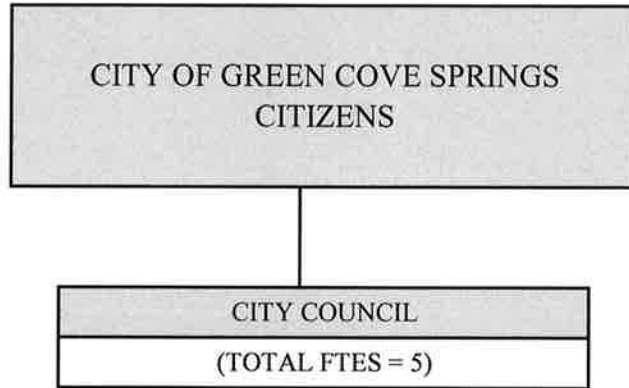 CITY OF GREEN COVE SPRINGS
CITIZENS
CITY COUNCIL
(TOTAL FTES = 5)